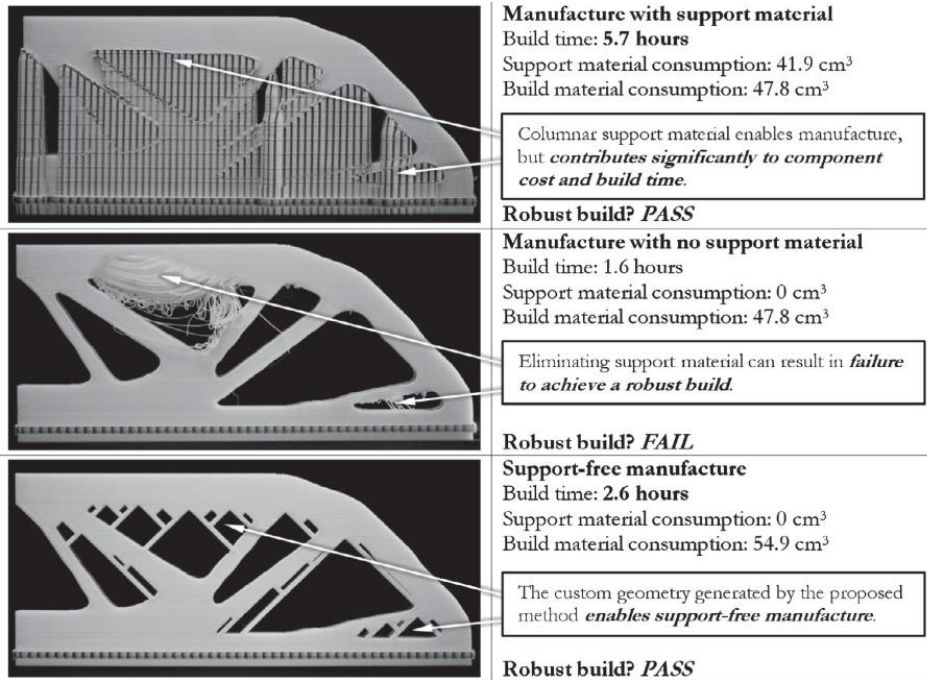 Manufacture with support material
Build time: 5.7 hours
Support material consumption: 41.9 cm³
Build material consumption: 47.8 cm³
Columnar support material enables manufacture,
but contributes significantly to component
cost and build time.
Robust build? PASS
Manufacture with no support material
Build time: 1.6 hours
Support material consumption: 0 cm³
Build material consumption: 47.8 cm³
Eliminating support material can result in failure
to achieve a robust build.
Robust build? FAIL
Support-free manufacture
Build time: 2.6 hours
Support material consumption: 0 cm³
Build material consumption: 54.9 cm³
The custom geometry generated by the proposed
method enables support-free manufacture.
Robust build? PASS